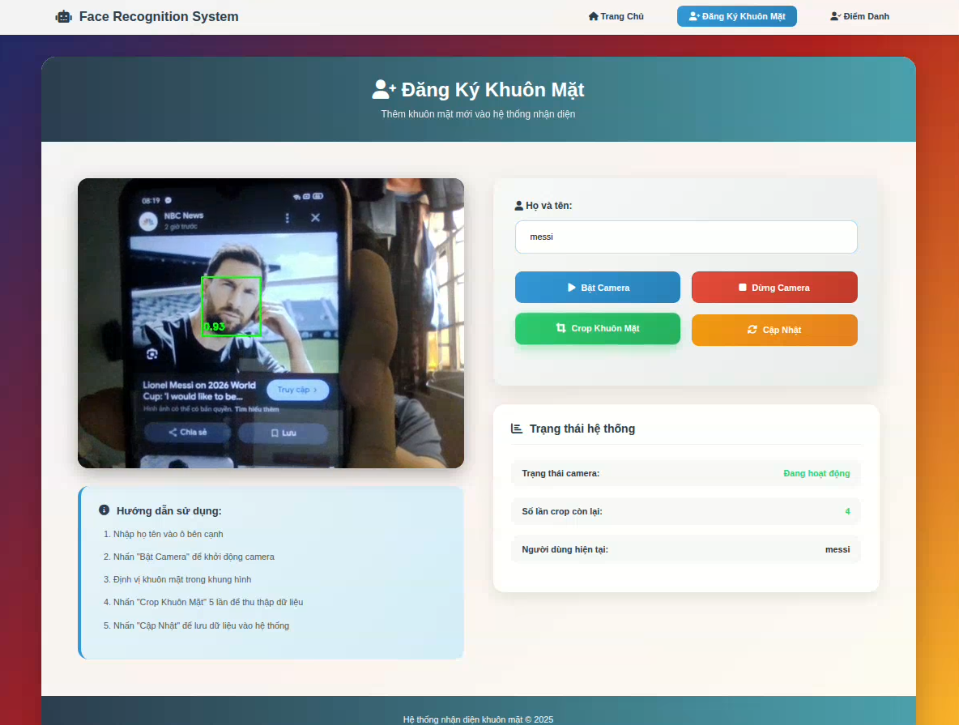 Face Recognition System
Trang Chủ
Đăng Ký Khuôn Mặt
Điểm Danh
Đăng Ký Khuôn Mặt
Thêm khuôn mặt mới vào hệ thống nhận diện
08:19
NBC News
2 giờ trước
0.93
Lionel Messi on 2026 World
Cup: 'I would like to be...
Truy cập ›
Hình ảnh có thể có bản quyền. Tìm hiểu thêm
Chia sẻ
Lưu
Họ và tên:
messi
Bật Camera
Dừng Camera
Crop Khuôn Mặt
Cập Nhật
Trạng thái hệ thống
Trạng thái camera: Đang hoạt động
Số lần crop còn lại: 4
Người dùng hiện tại: messi
Hướng dẫn sử dụng:
1. Nhập họ tên vào ô bên cạnh
2. Nhấn "Bật Camera" để khởi động camera
3. Định vị khuôn mặt trong khung hình
4. Nhấn "Crop Khuôn Mặt" 5 lần để thu thập dữ liệu
5. Nhấn "Cập Nhật" để lưu dữ liệu vào hệ thống
Hệ thống nhận diện khuôn mặt © 2025